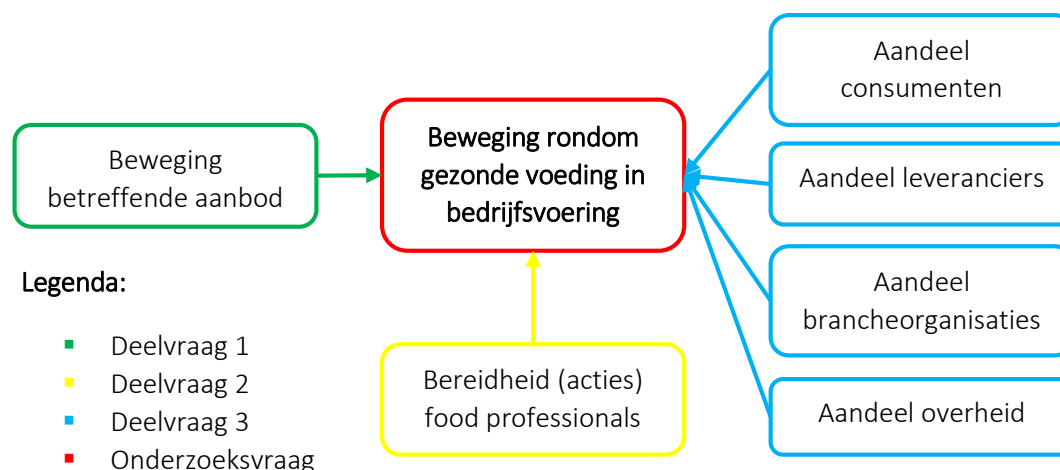 Beweging
betreffende aanbod
Beweging rondom
gezonde voeding in
bedrijfsvoering
Aandeel
consumenten
Aandeel leveranciers
Aandeel
brancheorganisaties
Aandeel overheid
Bereidheid (acties)
food professionals
Legenda:
▪ Deelvraag 1
▪ Deelvraag 2
▪ Deelvraag 3
▪ Onderzoeksvraag